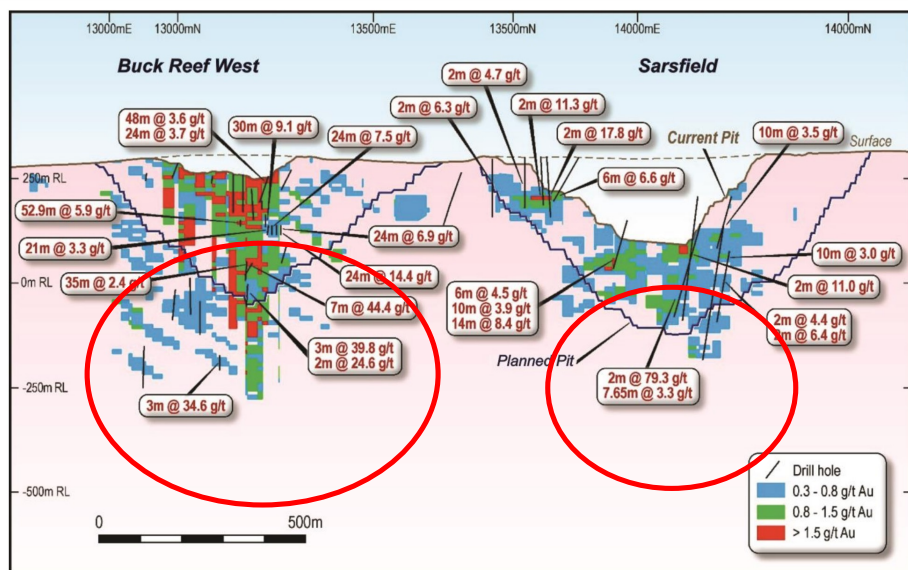 13000mE
13000mN
13500mE
13500mN
14000mE
14000mN
Buck Reef West
Sarsfield
2m @ 4.7 g/t
2m @ 6.3 g/t
2m @ 11.3 g/t
48m @ 3.6 g/t
24m @ 3.7 g/t
30m @ 9.1 g/t
24m @ 7.5 g/t
2m @ 17.8 g/t
Current Pit
10m @ 3.5 g/t
Surface
250m RL
6m @ 6.6 g/t
52.9m @ 5.9 g/t
21m @ 3.3 g/t
24m @ 6.9 g/t
35m @ 2.4 g/t
24m @ 14.4 g/t
10m @ 3.0 g/t
0m RL
7m @ 44.4 g/t
6m @ 4.5 g/t
10m @ 3.9 g/t
14m @ 8.4 g/t
2m @ 11.0 g/t
2m @ 4.4 g/t
2m @ 6.4 g/t
3m @ 39.8 g/t
2m @ 24.6 g/t
Planned Pit
2m @ 79.3 g/t
7.65m @ 3.3 g/t
-250m RL
3m @ 34.6 g/t
-500m RL
0
500m
Drill hole
0.3 - 0.8 g/t Au
0.8 - 1.5 g/t Au
> 1.5 g/t Au